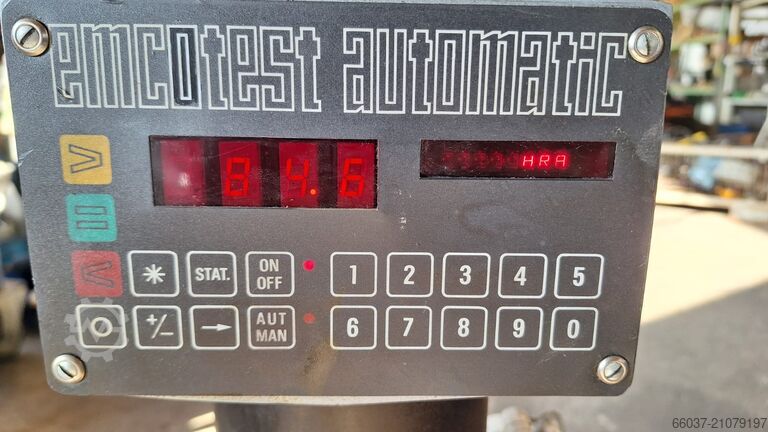 emcotest automatic
84.6
HRA
* STAT. ON OFF 1 2 3 4 5
+/- → AUT MAN 6 7 8 9 0
66037-21079197